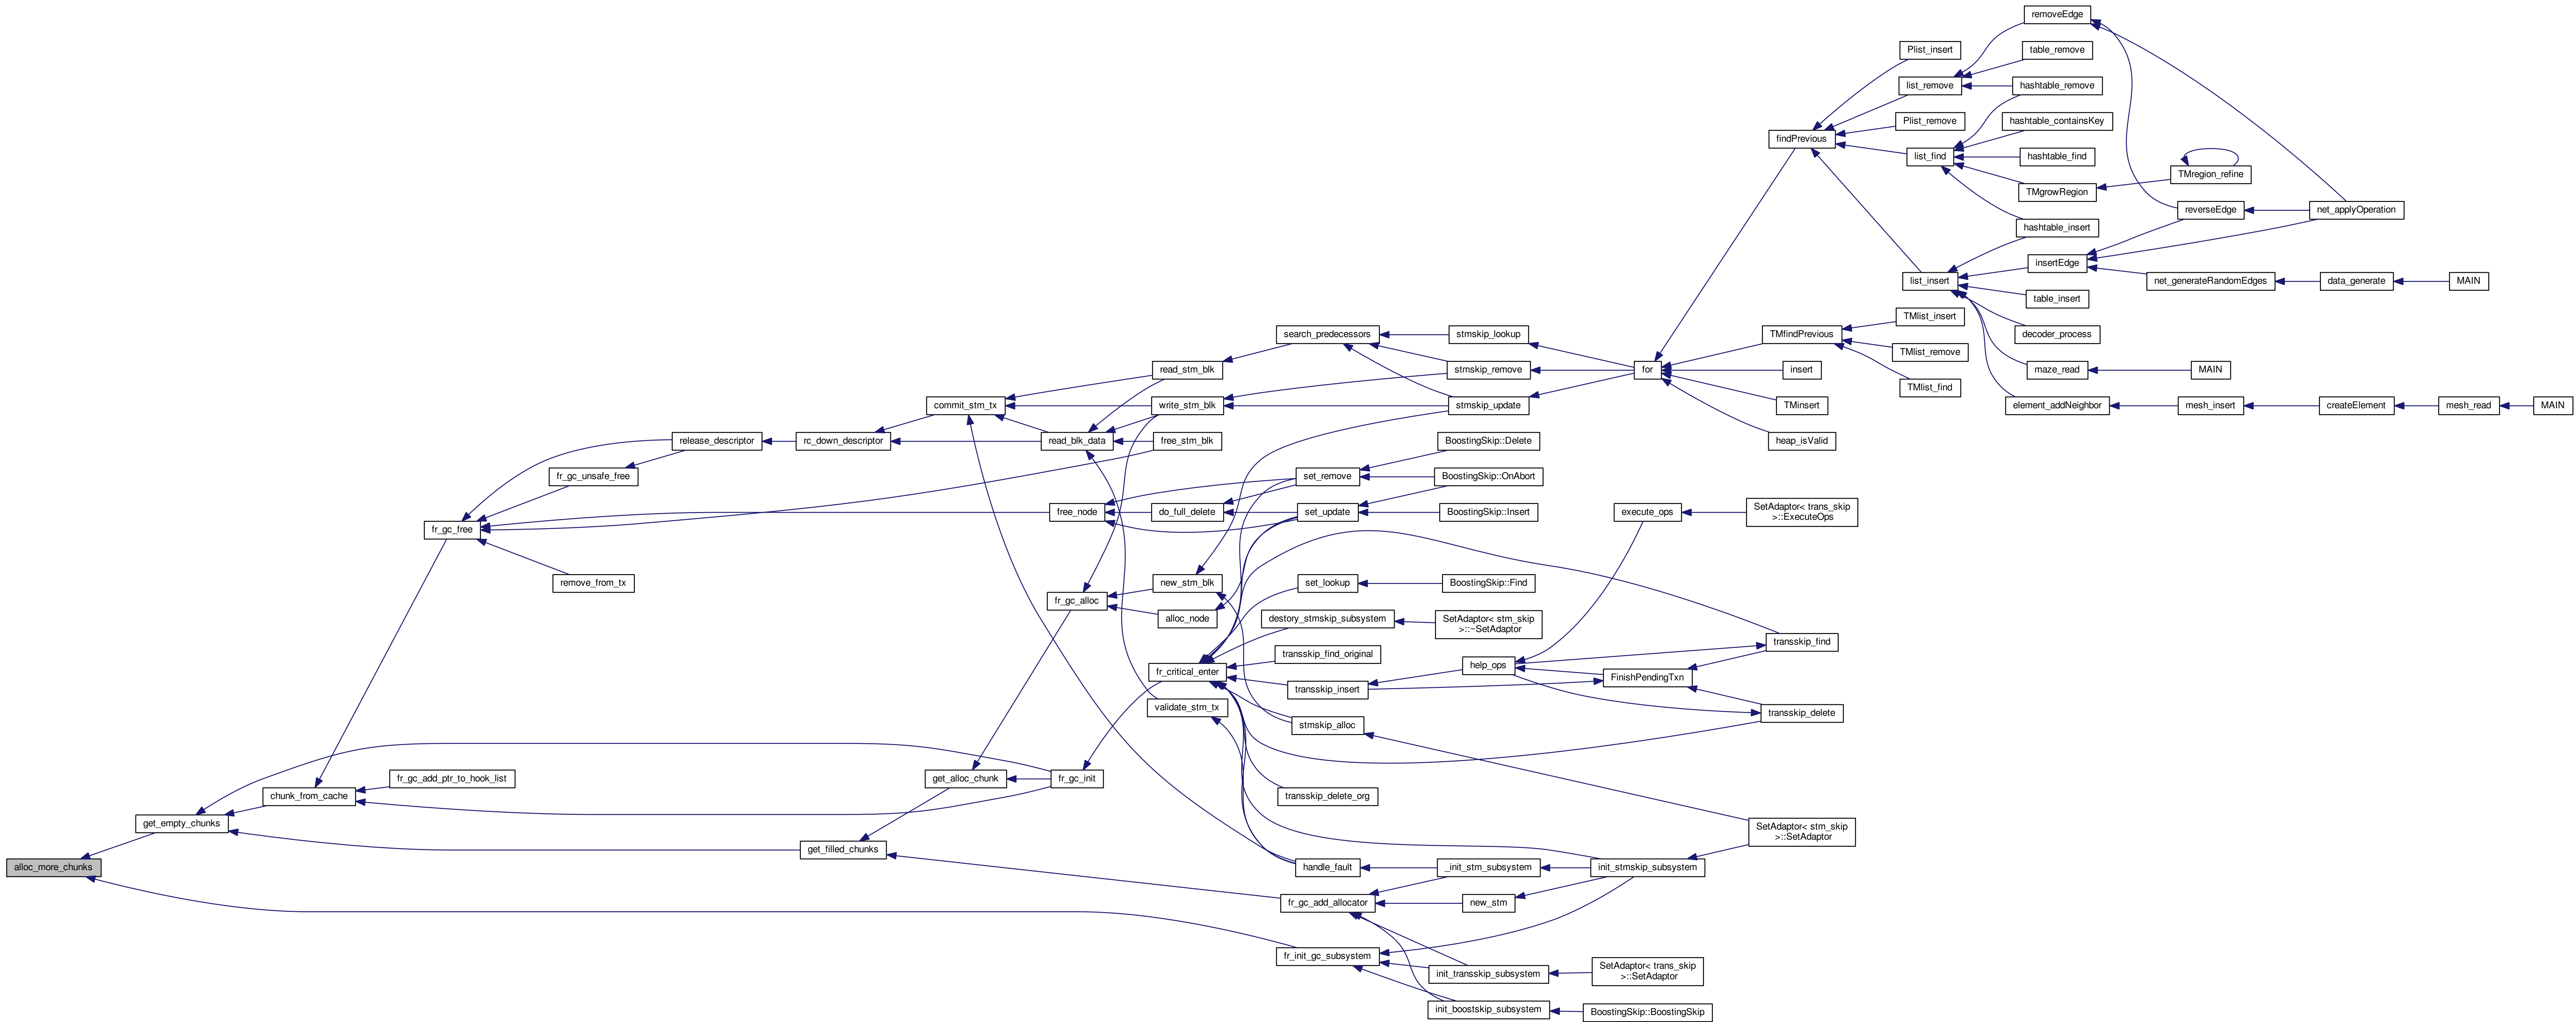 removeEdge
Plist_insert
table_remove
list_remove
hashtable_remove
Plist_remove
hashtable_containsKey
findPrevious
list_find
hashtable_find
TMregion_refine
TMgrowRegion
reverseEdge
net_applyOperation
hashtable_insert
insertEdge
list_insert
net_generateRandomEdges
data_generate
MAIN
table_insert
TMlist_insert
decoder_process
search_predecessors
stmskip_lookup
TMfindPrevious
TMlist_remove
read_stm_blk
stmskip_remove
for
insert
maze_read
MAIN
TMlist_find
commit_stm_tx
write_stm_blk
stmskip_update
TMinsert
element_addNeighbor
mesh_insert
createElement
mesh_read
MAIN
release_descriptor
rc_down_descriptor
read_blk_data
free_stm_blk
BoostingSkip::Delete
heap_isValid
fr_gc_unsafe_free
set_remove
BoostingSkip::OnAbort
fr_gc_free
free_node
do_full_delete
set_update
BoostingSkip::Insert
execute_ops
SetAdaptor< trans_skip
>::ExecuteOps
remove_from_tx
new_stm_blk
set_lookup
BoostingSkip::Find
fr_gc_alloc
alloc_node
destory_stmskip_subsystem
SetAdaptor< stm_skip
>::~SetAdaptor
transskip_find
transskip_find_original
fr_critical_enter
help_ops
FinishPendingTxn
transskip_insert
validate_stm_tx
transskip_delete
stmskip_alloc
fr_gc_add_ptr_to_hook_list
get_alloc_chunk
fr_gc_init
chunk_from_cache
transskip_delete_org
get_empty_chunks
SetAdaptor< stm_skip
>::SetAdaptor
get_filled_chunks
alloc_more_chunks
handle_fault
_init_stm_subsystem
init_stmskip_subsystem
fr_gc_add_allocator
new_stm
fr_init_gc_subsystem
init_transskip_subsystem
SetAdaptor< trans_skip
>::SetAdaptor
init_boostskip_subsystem
BoostingSkip::BoostingSkip